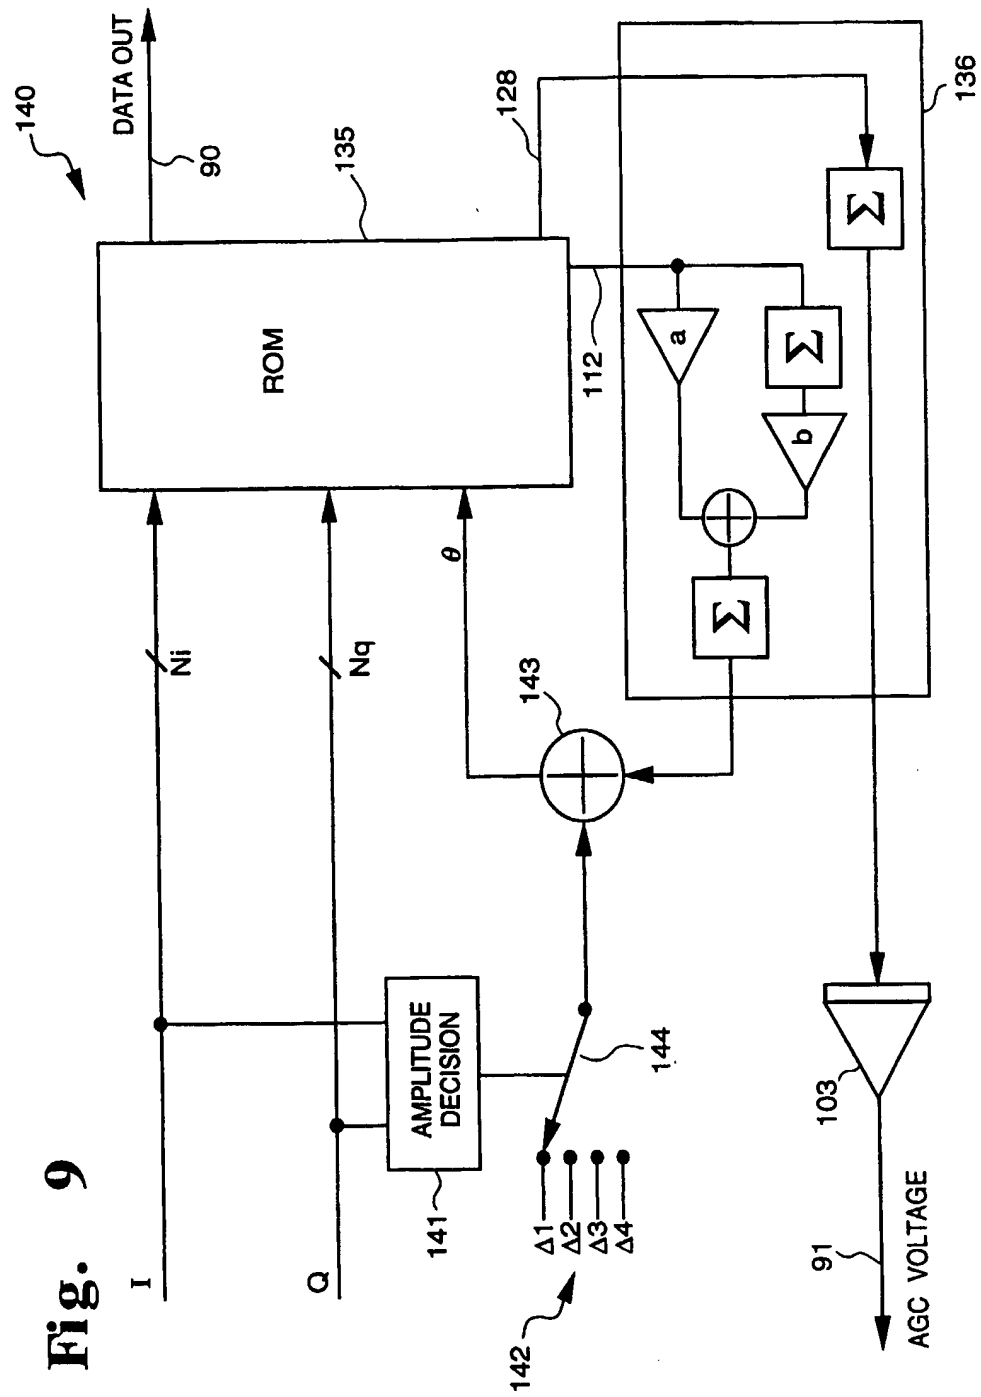 Fig. 9
140
DATA OUT
90
I
Ni
ROM
135
Q
Nq
θ
128
AMPLITUDE
DECISION
141
112
a
Σ
b
Σ
Σ
136
143
144
Δ1
Δ2
Δ3
Δ4
142
103
91
AGC VOLTAGE